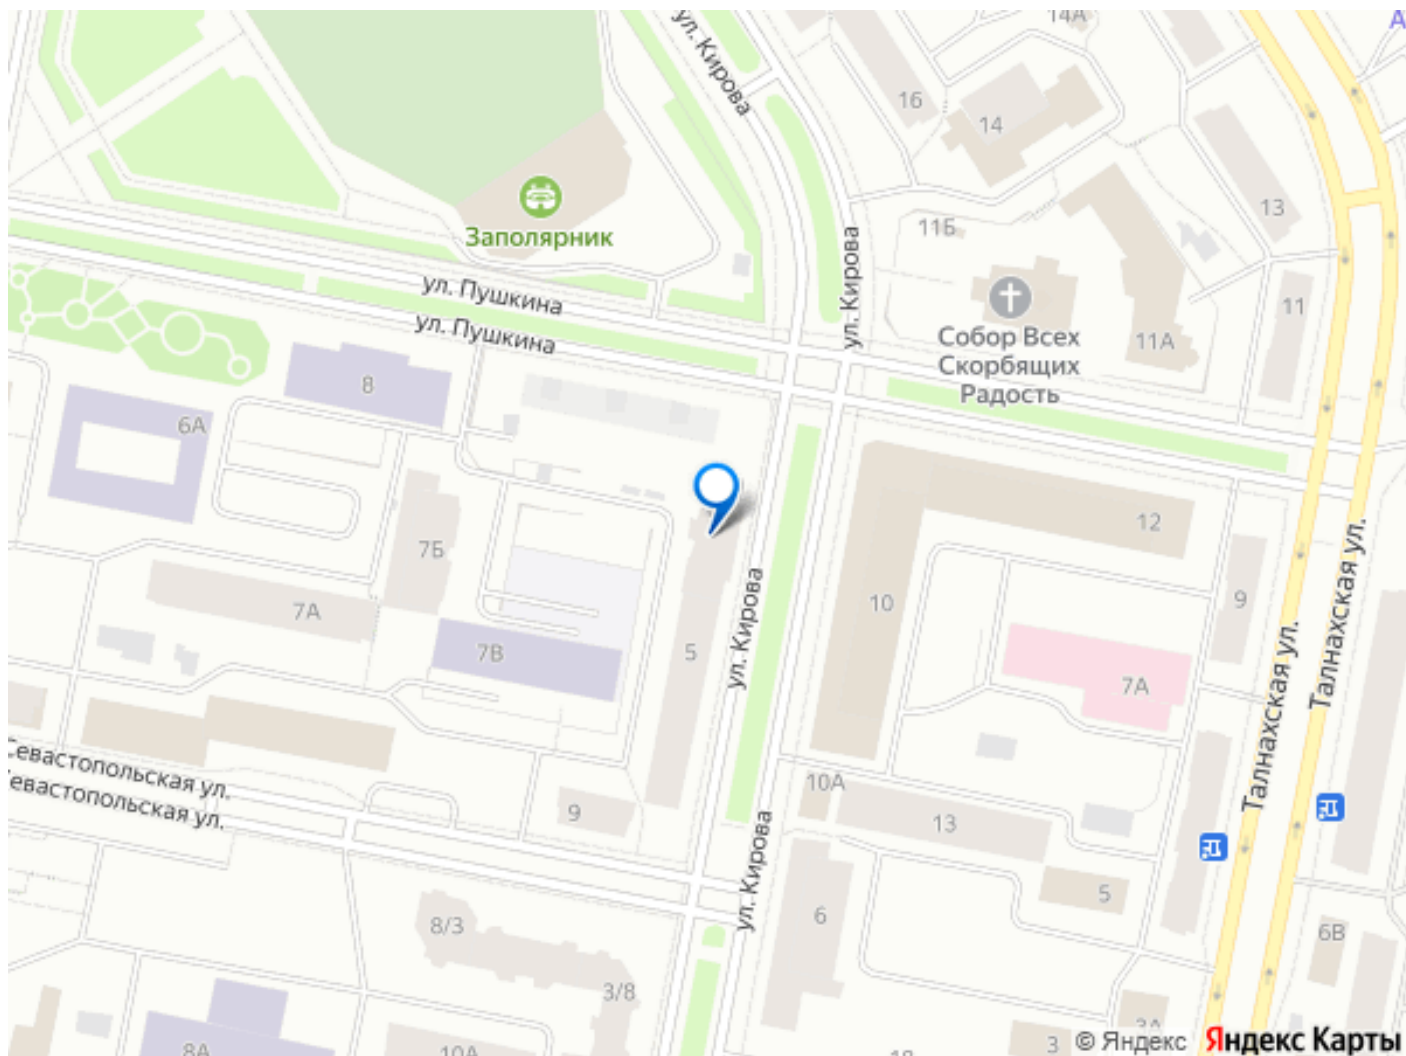 ул. Кирова
14А
16
14
13
11Б
Заполярник
ул. Кирова
ул. Пушкина
ул. Пушкина
Собор Всех
Скорбящих
Радость
11А
11
8
6А
12
7Б
9
Талнахская ул.
7А
10
ул. Кирова
7В
5
7А
Талнахская ул.
Севастопольская ул.
Севастопольская ул.
10А
9
13
ул. Кирова
5
8/3
6
6В
3/8
8А
10А
3
3А
© Яндекс
Яндекс Карты